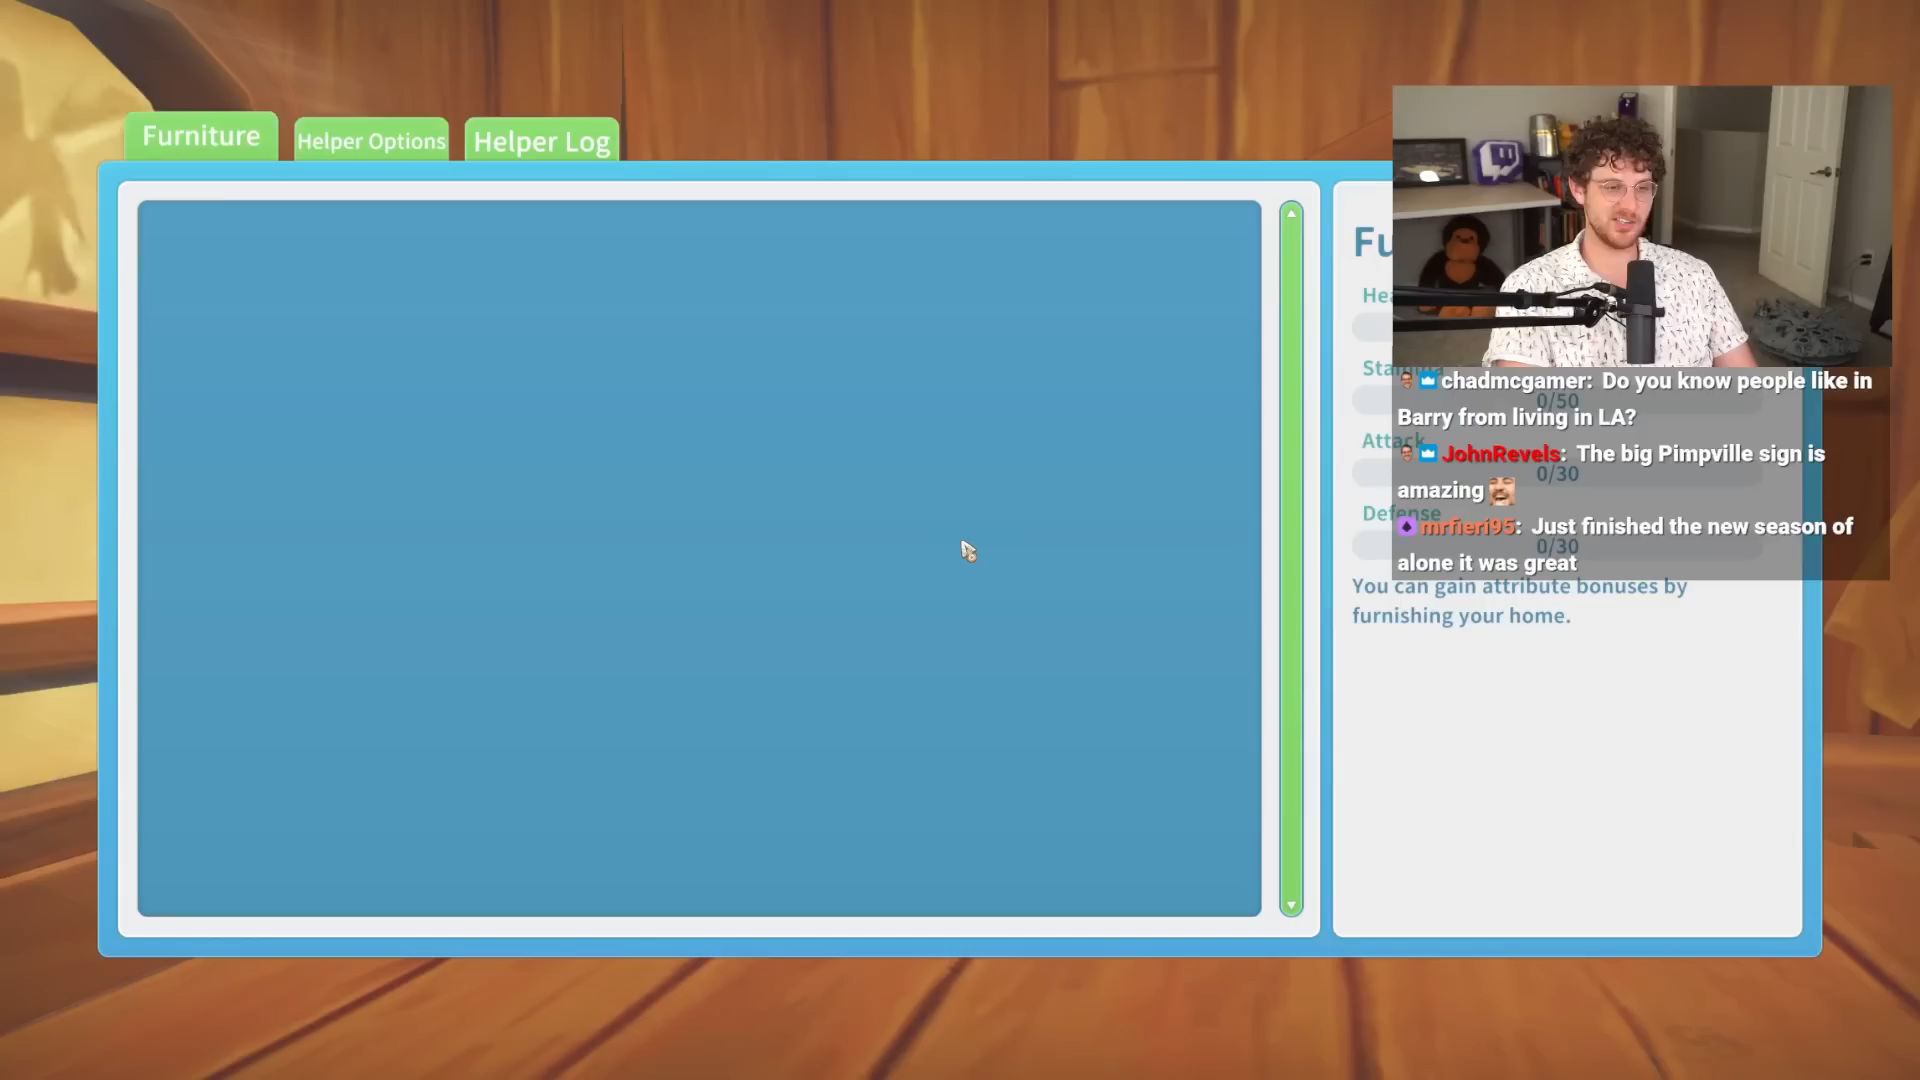 Furniture
Helper Options
Helper Log
Fu
Hea
Stamina
0/50
Attack
0/30
Defense
0/30
You can gain attribute bonuses by
furnishing your home.
chadmcgamer: Do you know people like in
Barry from living in LA?
JohnRevels: The big Pimpville sign is
amazing
mrfieri95: Just finished the new season of
alone it was great